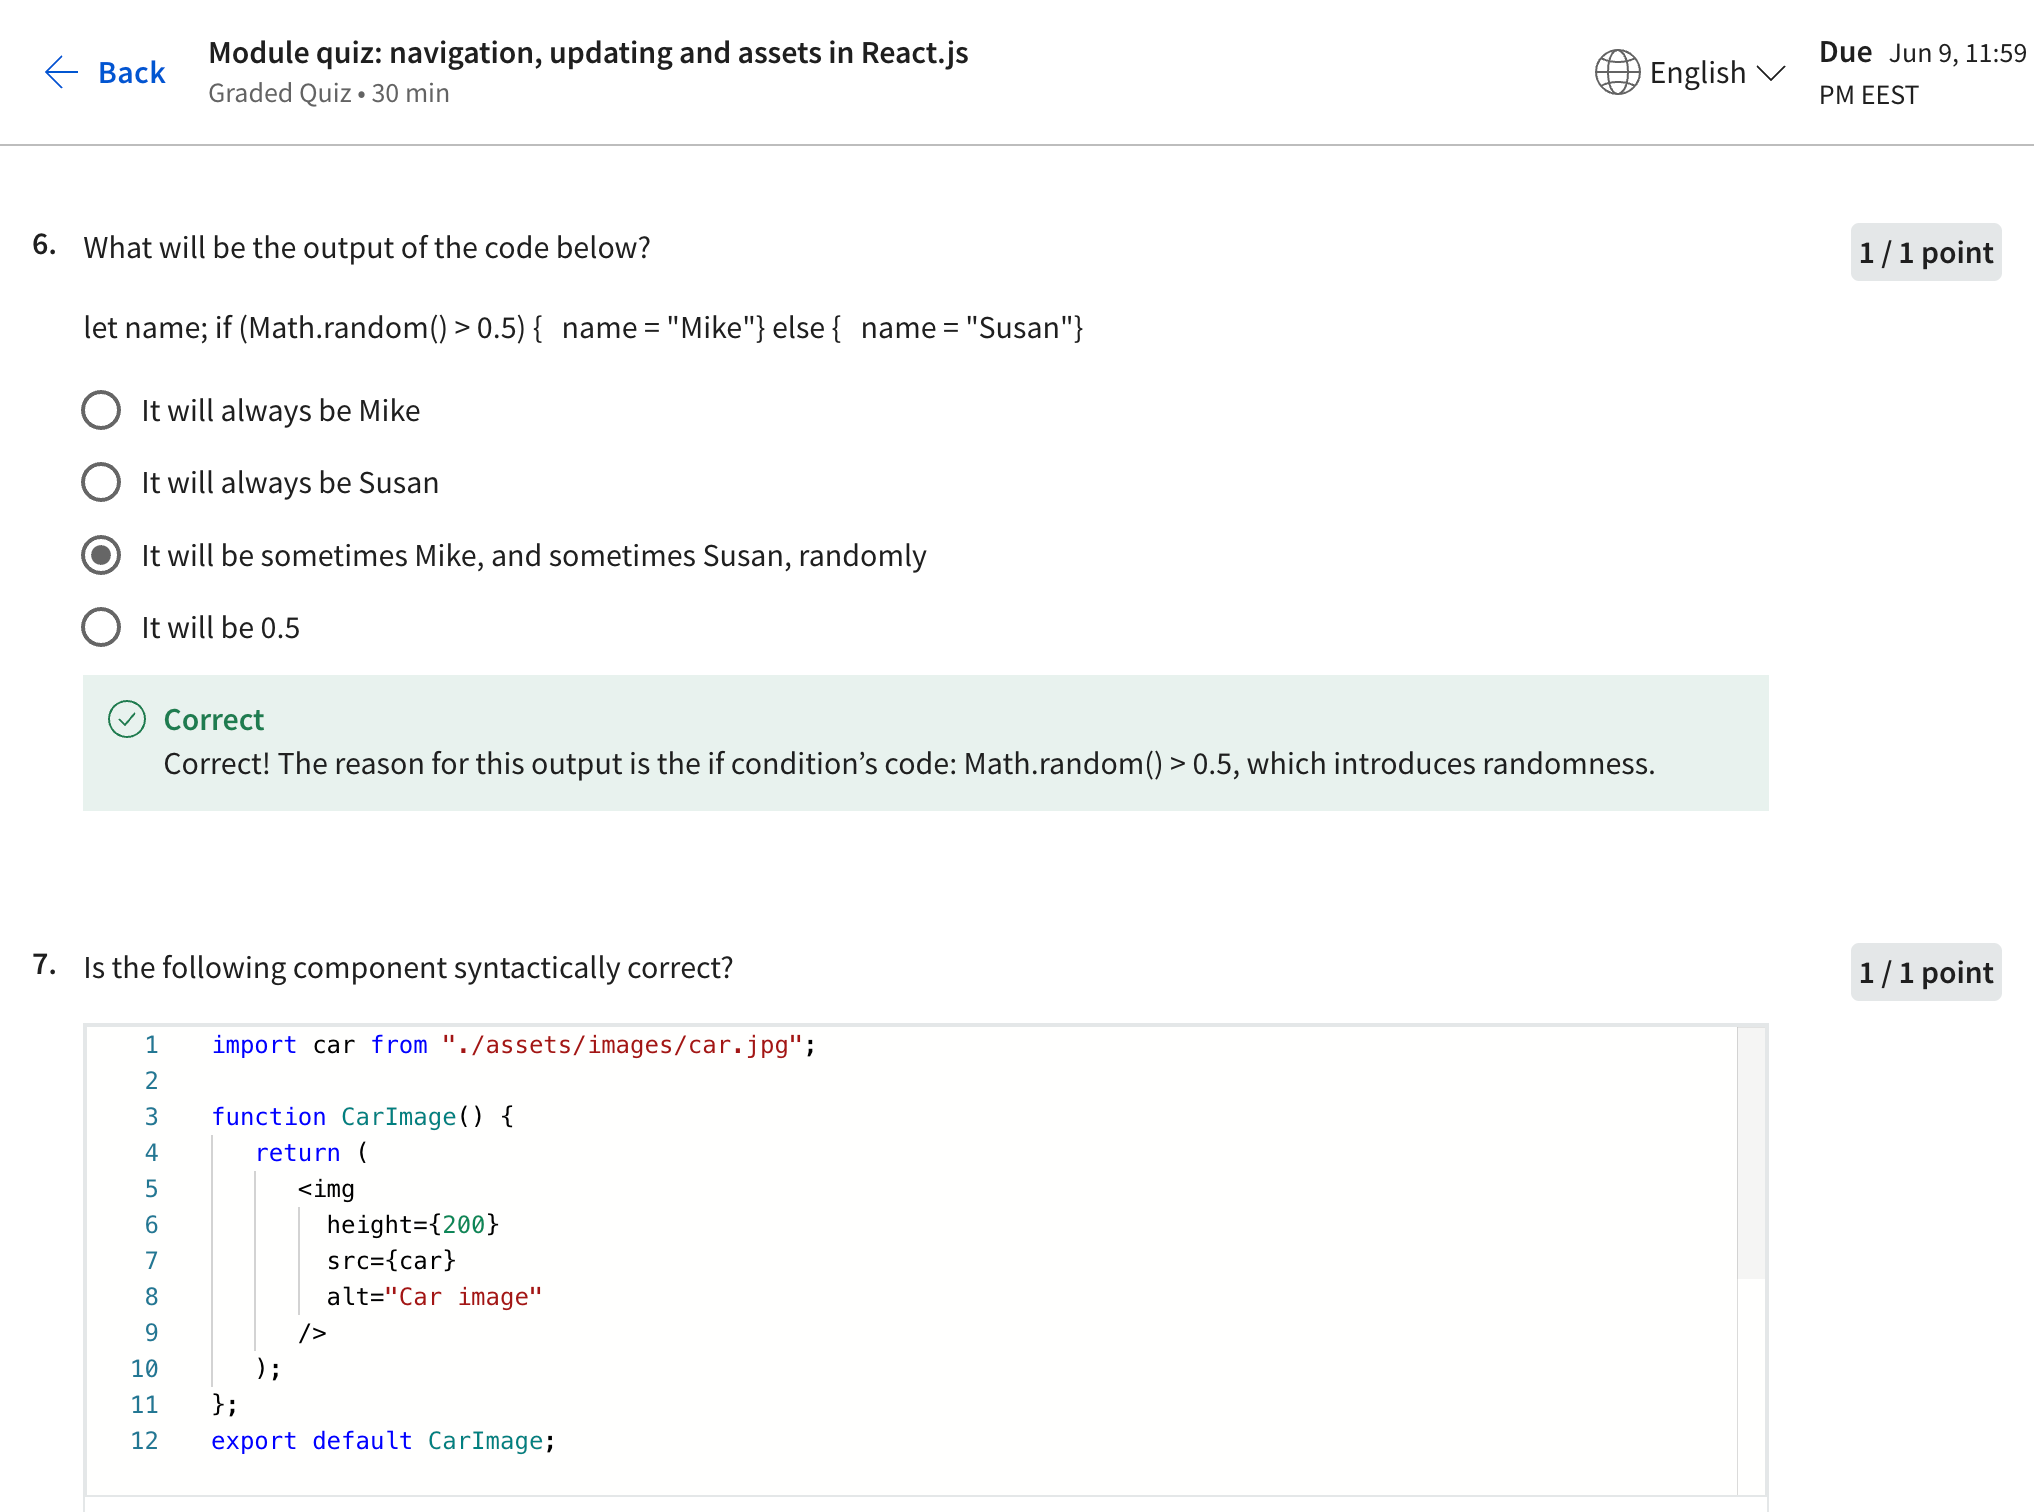 Back
Module quiz: navigation, updating and assets in React.js
Graded Quiz • 30 min
English
Due Jun 9, 11:59
PM EEST
6. What will be the output of the code below?
1 / 1 point
let name; if (Math.random() > 0.5) {   name = "Mike"} else {   name = "Susan"}
It will always be Mike
It will always be Susan
It will be sometimes Mike, and sometimes Susan, randomly
It will be 0.5
Correct
Correct! The reason for this output is the if condition’s code: Math.random() > 0.5, which introduces randomness.
7. Is the following component syntactically correct?
1 / 1 point
1 import car from "./assets/images/car.jpg";
2
3 function CarImage() {
4 return (
5 <img
6 height={200}
7 src={car}
8 alt="Car image"
9 />
10 );
11 };
12 export default CarImage;